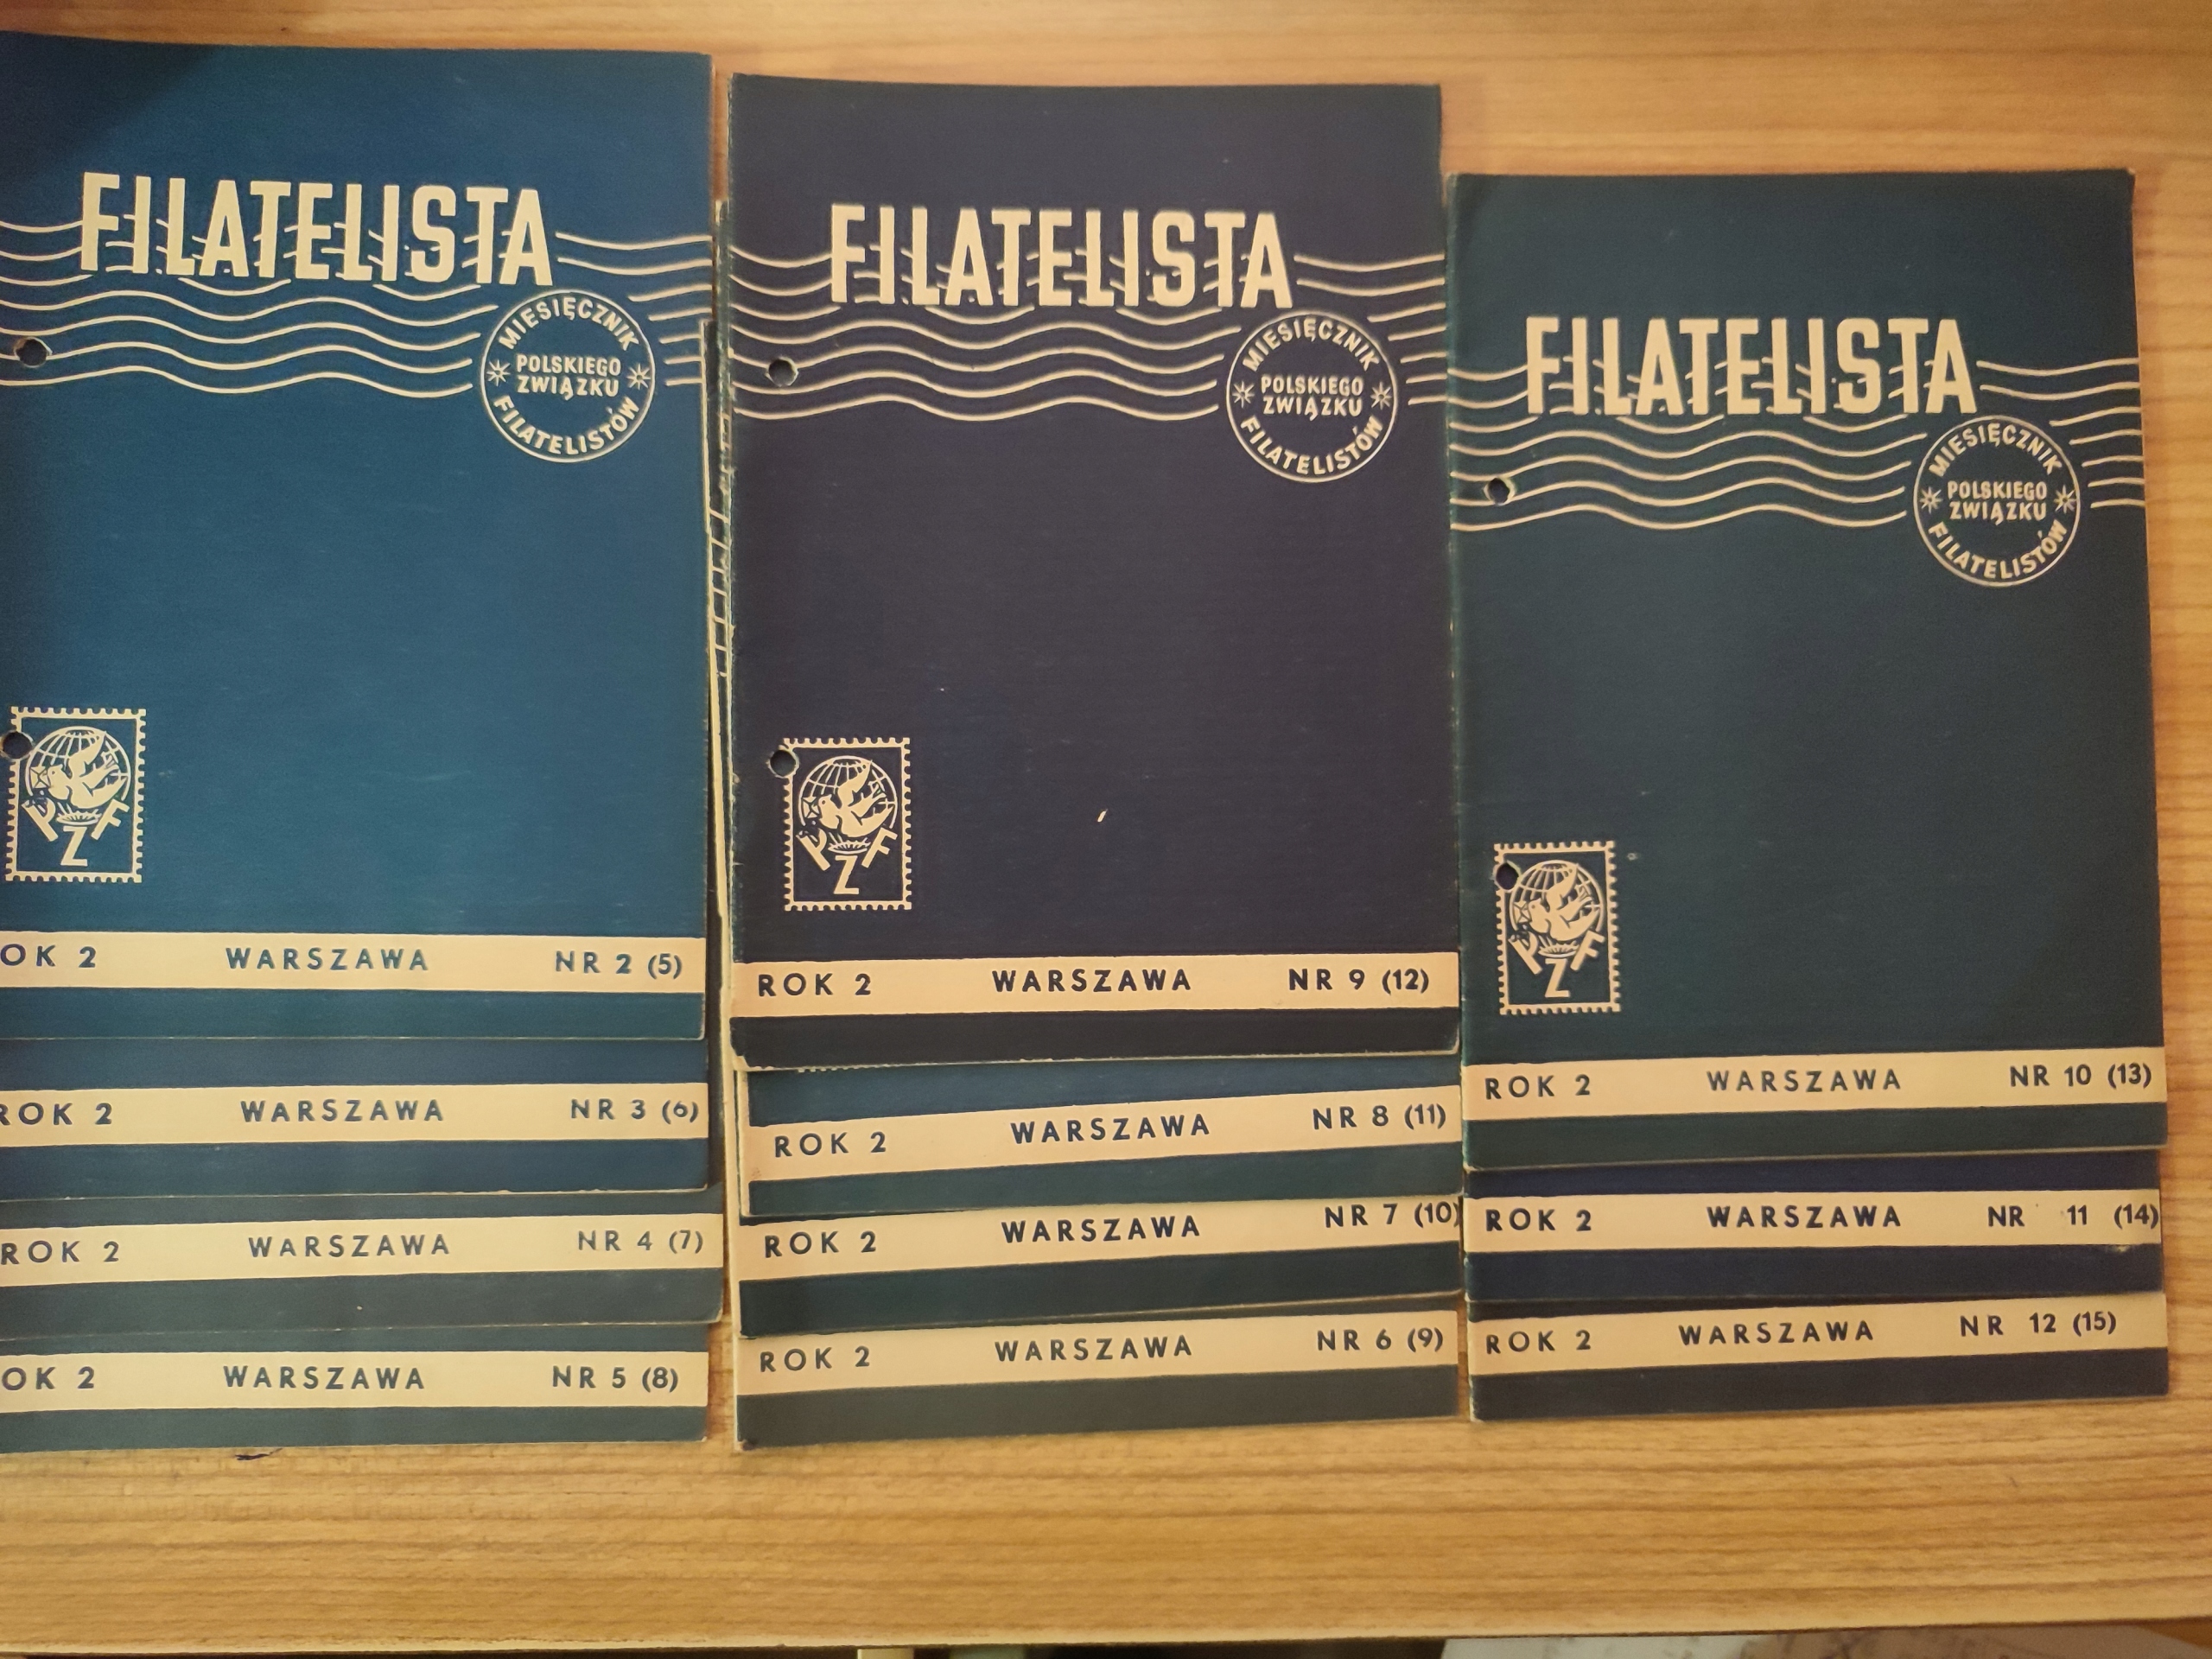 FILATELISTA
MIESIĘCZNIK
POLSKIEGO
ZWIĄZKU
FILATELISTÓW
PZF
OK 2 WARSZAWA NR 2 (5)
ROK 2 WARSZAWA NR 3 (6)
ROK 2 WARSZAWA NR 4 (7)
OK 2 WARSZAWA NR 5 (8)
FILATELISTA
MIESIĘCZNIK
POLSKIEGO
ZWIĄZKU
FILATELISTÓW
PZF
ROK 2 WARSZAWA NR 9 (12)
ROK 2 WARSZAWA NR 8 (11)
ROK 2 WARSZAWA NR 7 (10)
ROK 2 WARSZAWA NR 6 (9)
FILATELISTA
MIESIĘCZNIK
POLSKIEGO
ZWIĄZKU
FILATELISTÓW
PZF
ROK 2 WARSZAWA NR 10 (13)
ROK 2 WARSZAWA NR 11 (14)
ROK 2 WARSZAWA NR 12 (15)